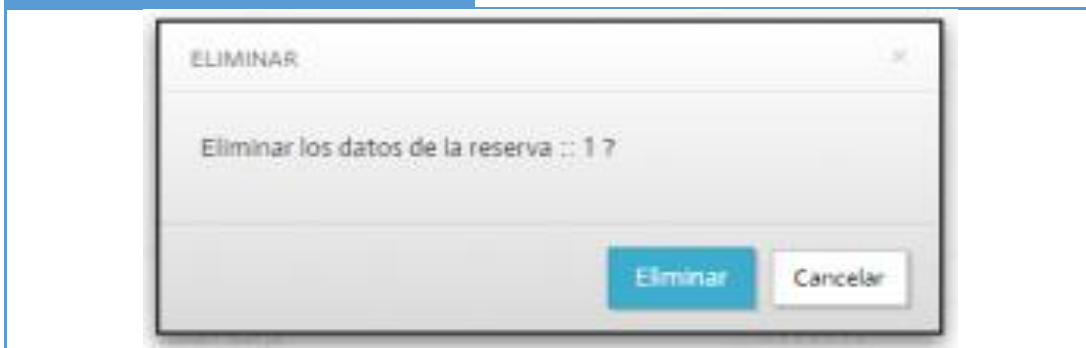 ELIMINAR ×
Eliminar los datos de la reserva :: 1 ?
Eliminar Cancelar